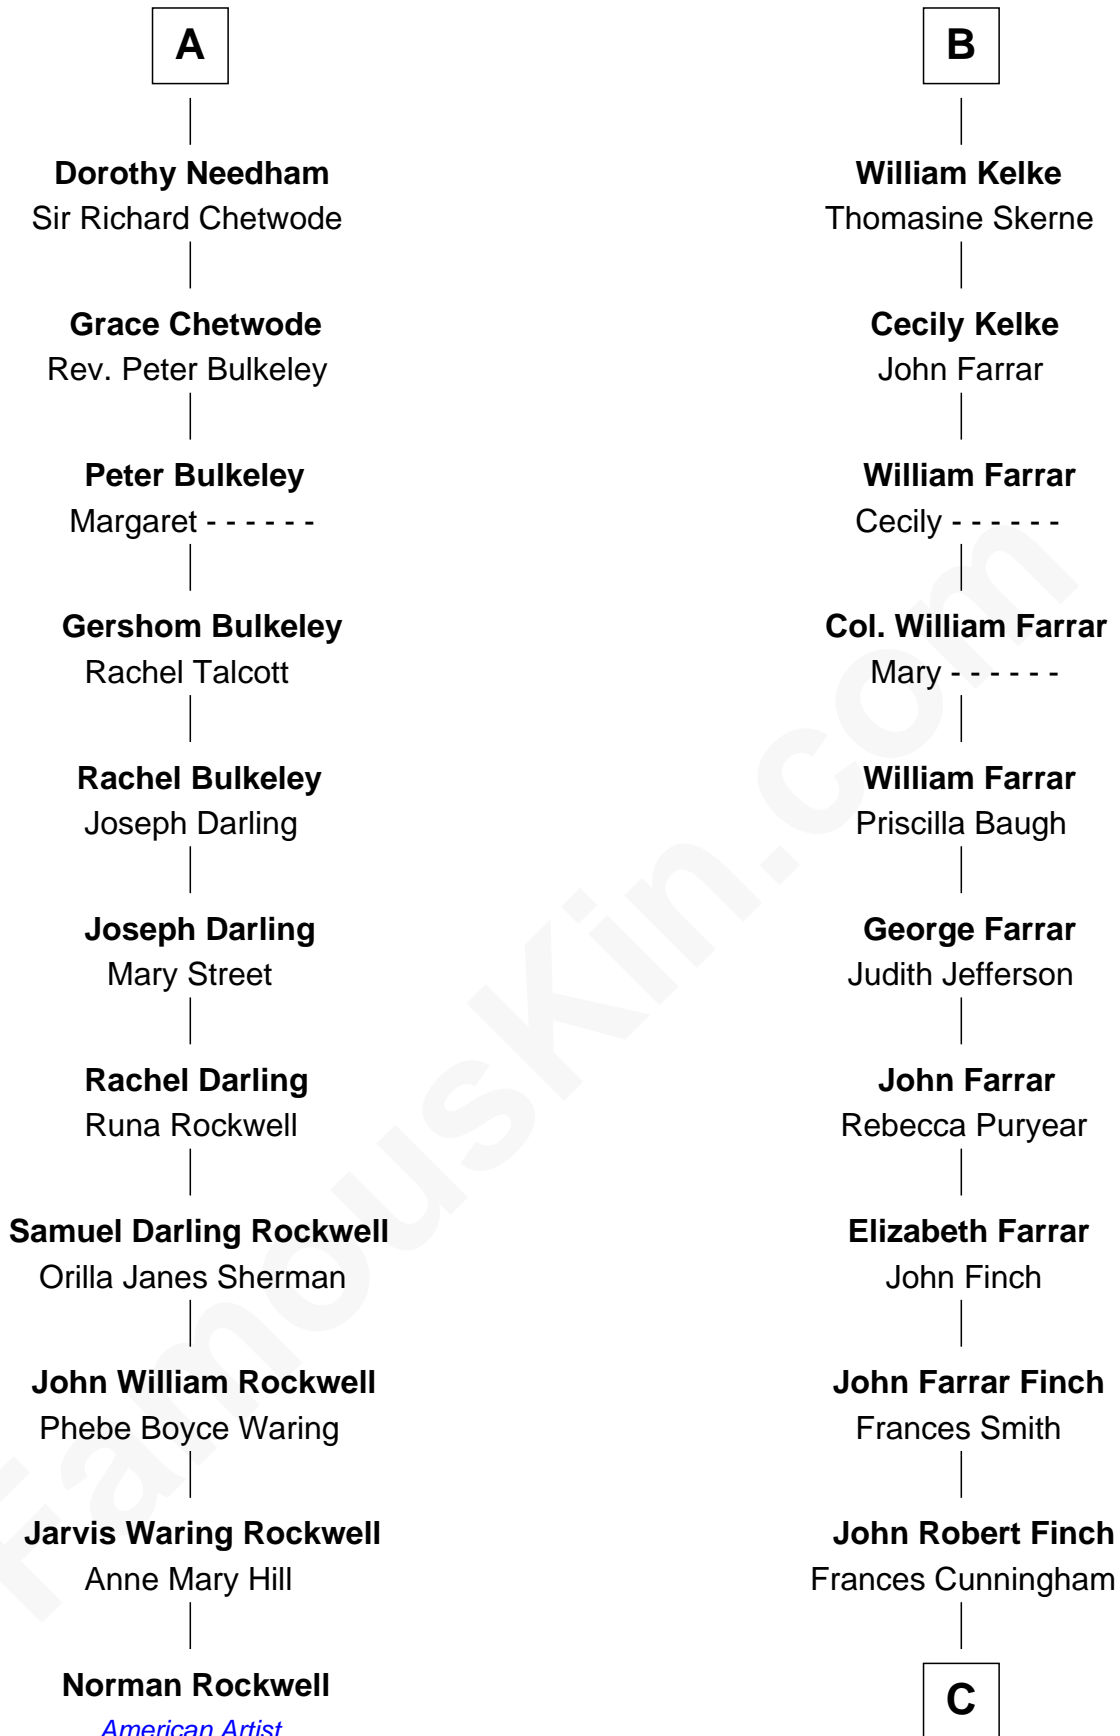 A
Dorothy Needham
Sir Richard Chetwode
Grace Chetwode
Rev. Peter Bulkeley
Peter Bulkeley
Margaret - - - - - -
Gershom Bulkeley
Rachel Talcott
Rachel Bulkeley
Joseph Darling
Joseph Darling
Mary Street
Rachel Darling
Runa Rockwell
Samuel Darling Rockwell
Orilla Janes Sherman
John William Rockwell
Phebe Boyce Waring
Jarvis Waring Rockwell
Anne Mary Hill
Norman Rockwell
American Artist
B
William Kelke
Thomasine Skerne
Cecily Kelke
John Farrar
William Farrar
Cecily - - - - - -
Col. William Farrar
Mary - - - - - -
William Farrar
Priscilla Baugh
George Farrar
Judith Jefferson
John Farrar
Rebecca Puryear
Elizabeth Farrar
John Finch
John Farrar Finch
Frances Smith
John Robert Finch
Frances Cunningham
C
FamousKin.com